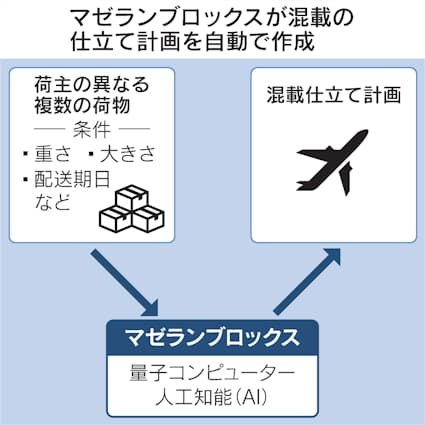 マゼランブロックスが混載の
仕立て計画を自動で作成
荷主の異なる
複数の荷物
― 条件 ―
・重さ ・大きさ
・配送期日
など
混載仕立て計画
マゼランブロックス
量子コンピューター
人工知能(AI)